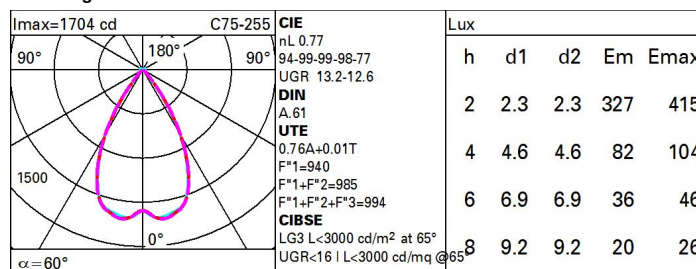 Imax=1704 cd C75-255
90° 180° 90°
1500
0°
α=60°
CIE
nL 0.77
94-99-99-98-77
UGR 13.2-12.6
DIN
A.61
UTE
0.76A+0.01T
F"1=940
F"1+F"2=985
F"1+F"2+F"3=994
CIBSE
LG3 L<3000 cd/m² at 65°
UGR<16 | L<3000 cd/mq @65°
Lux
h d1 d2 Em Emax
2 2.3 2.3 327 415
4 4.6 4.6 82 104
6 6.9 6.9 36 46
8 9.2 9.2 20 26